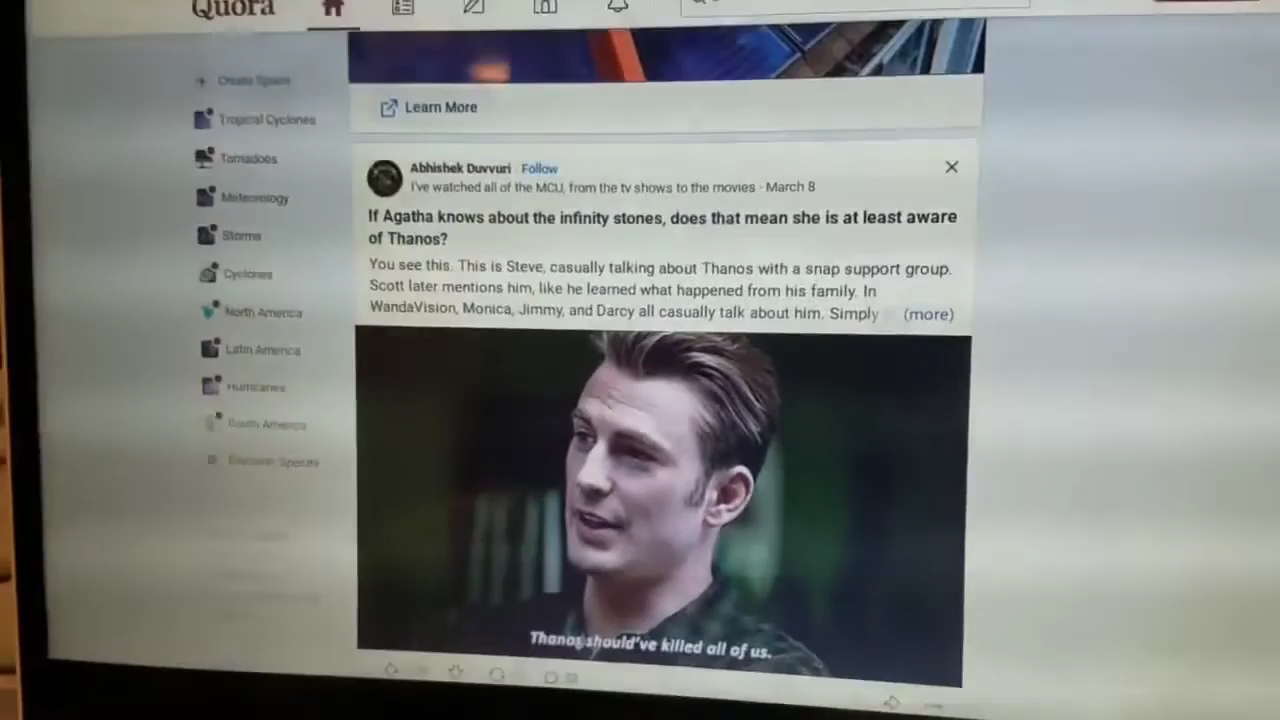 Quora
Create Space
Tropical Cyclones
Tornadoes
Meteorology
Storms
Cyclones
North America
Latin America
Hurricanes
South America
Learn More
Abhishek Duvvuri Follow
I've watched all of the MCU, from the tv shows to the movies · March 8
If Agatha knows about the infinity stones, does that mean she is at least aware
of Thanos?
You see this. This is Steve, casually talking about Thanos with a snap support group.
Scott later mentions him, like he learned what happened from his family. In
WandaVision, Monica, Jimmy, and Darcy all casually talk about him. Simply (more)
Thanos should've killed all of us.